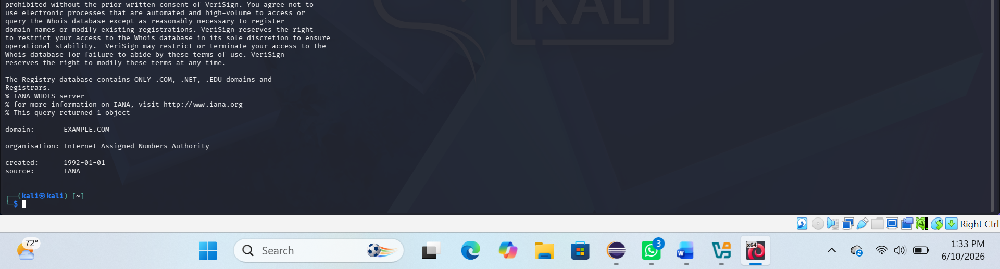 prohibited without the prior written consent of VeriSign. You agree not to
use electronic processes that are automated and high-volume to access or
query the Whois database except as reasonably necessary to register
domain names or modify existing registrations. VeriSign reserves the right
to restrict your access to the Whois database in its sole discretion to ensure
operational stability.  VeriSign may restrict or terminate your access to the
Whois database for failure to abide by these terms of use. VeriSign
reserves the right to modify these terms at any time.
KALI
The Registry database contains ONLY .COM, .NET, .EDU domains and
Registrars.
% IANA WHOIS server
% for more information on IANA, visit http://www.iana.org
% This query returned 1 object
domain:       EXAMPLE.COM
organisation: Internet Assigned Numbers Authority
created:      1992-01-01
source:       IANA
┌──(kali㉿kali)-[~]
└─$
Right Ctrl
72°
Search
3
W
x64
1:33 PM
6/10/2026